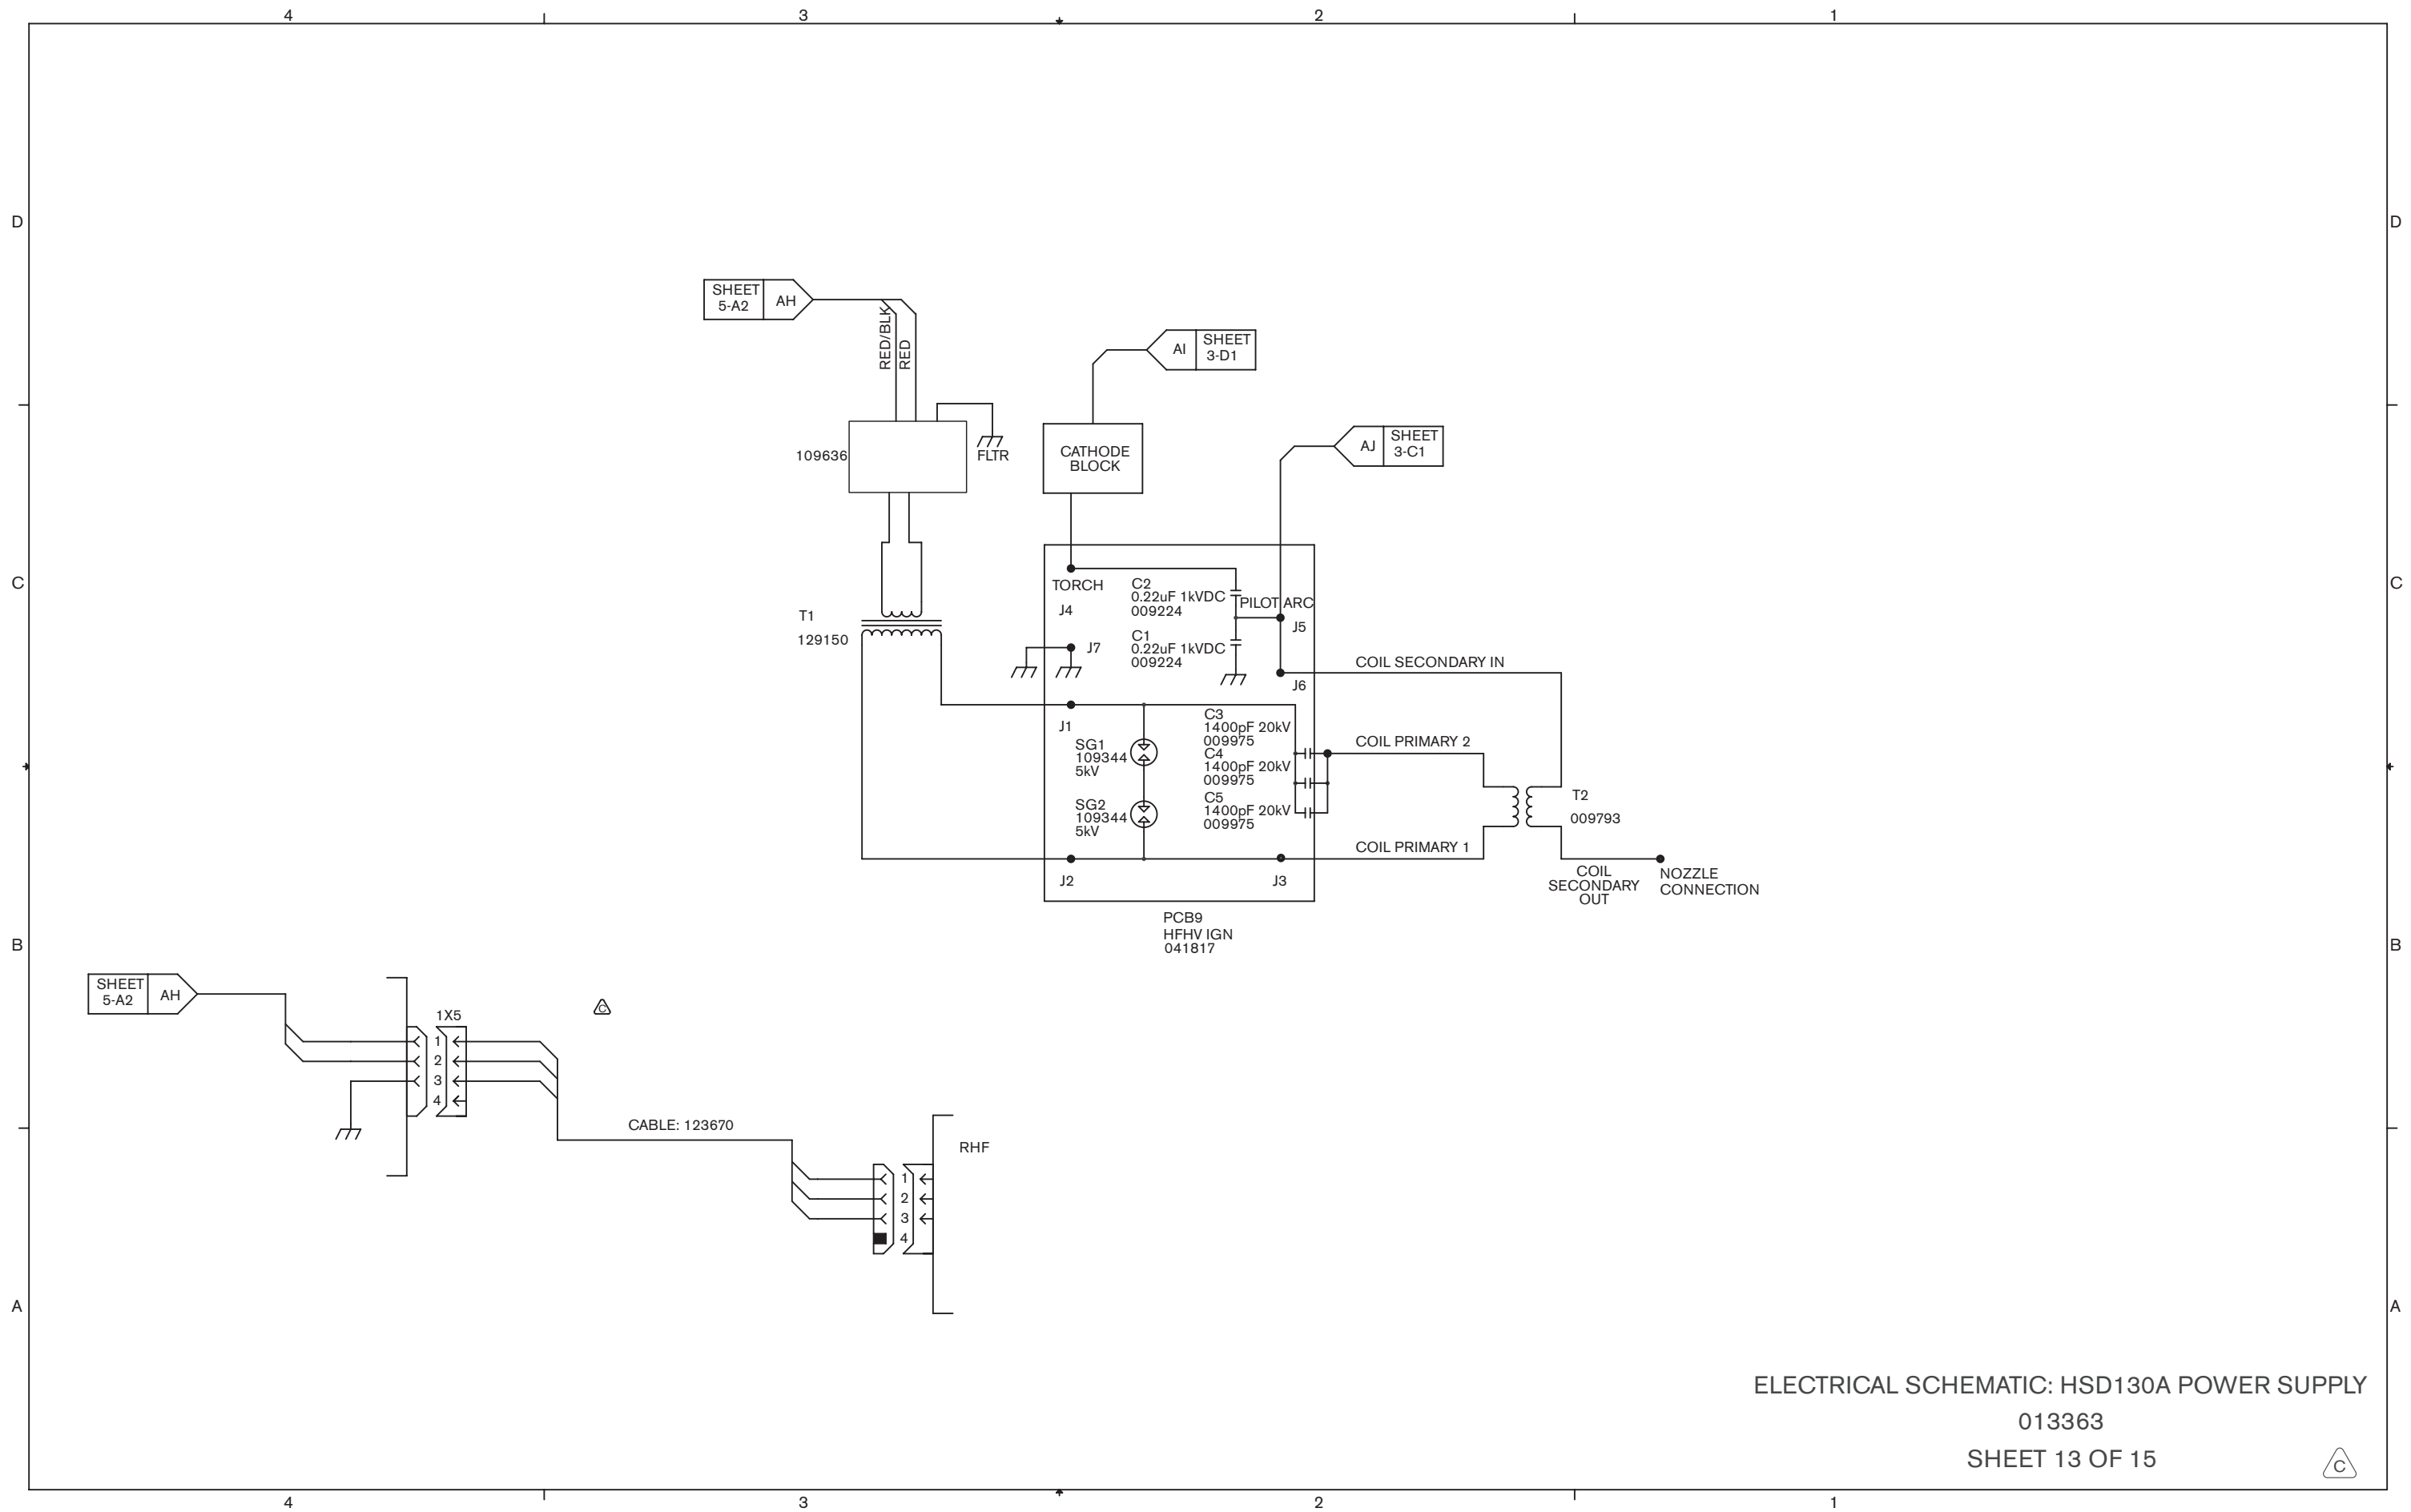 4 3 2 1
D D
SHEET
5-A2
AH
RED/BLK
RED
AI
SHEET
3-D1
109636
FLTR
CATHODE
BLOCK
AJ
SHEET
3-C1
C C
T1
129150
TORCH
J4
J7
C2
0.22uF 1kVDC
009224
PILOT ARC
J5
C1
0.22uF 1kVDC
009224
J6
COIL SECONDARY IN
J1
SG1
109344
5kV
SG2
109344
5kV
C3
1400pF 20kV
009975
C4
1400pF 20kV
009975
C5
1400pF 20kV
009975
COIL PRIMARY 2
COIL PRIMARY 1
T2
009793
J2
J3
COIL
SECONDARY
OUT
NOZZLE
CONNECTION
PCB9
HFHV IGN
041817
B B
SHEET
5-A2
AH
1X5
1
2
3
4
C
CABLE: 123670
RHF
1
2
3
4
A A
ELECTRICAL SCHEMATIC: HSD130A POWER SUPPLY
013363
SHEET 13 OF 15
C
4 3 2 1